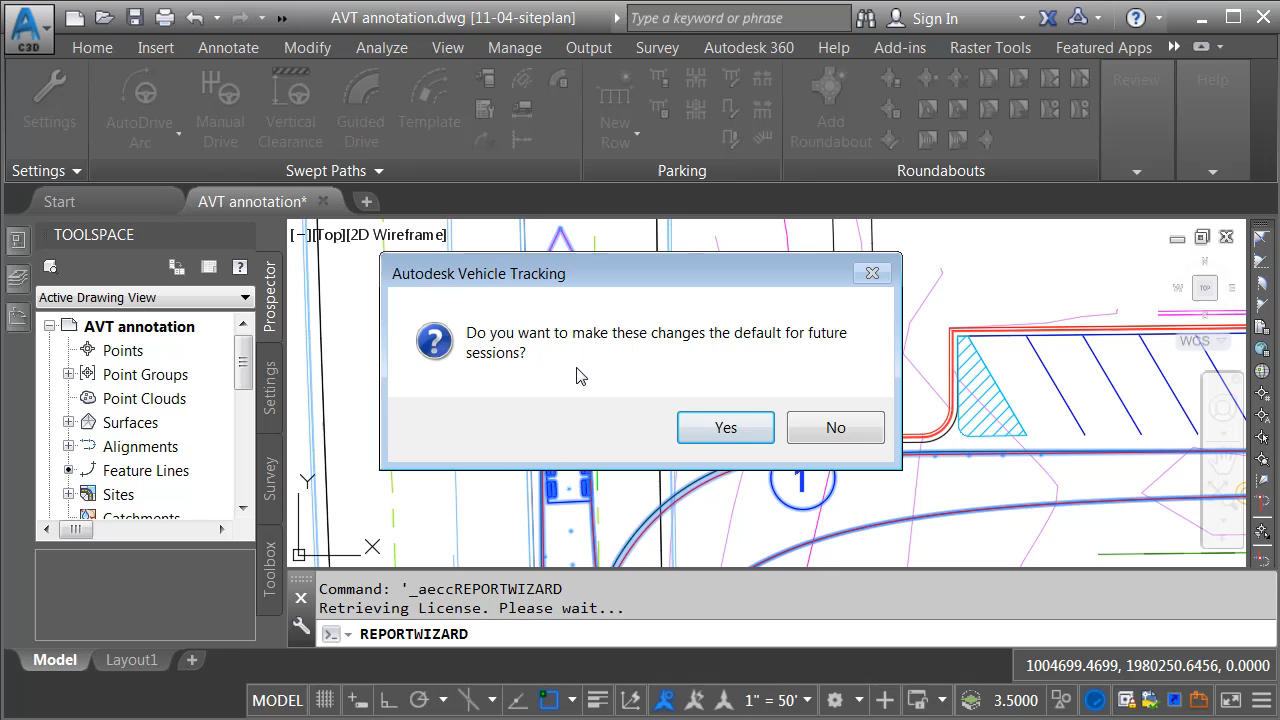 C3D
AVT annotation.dwg [11-04-siteplan]
Type a keyword or phrase
Sign In
Home
Insert
Annotate
Modify
Analyze
View
Manage
Output
Survey
Autodesk 360
Help
Add-ins
Raster Tools
Featured Apps
Settings
AutoDrive
Arc
Manual
Drive
Vertical
Clearance
Guided
Drive
Template
New
Row
Add
Roundabout
Review
Help
Settings
Swept Paths
Parking
Roundabouts
Start
AVT annotation*
TOOLSPACE
[−][Top][2D Wireframe]
Active Drawing View
Prospector
Settings
Survey
Toolbox
AVT annotation
Points
Point Groups
Point Clouds
Surfaces
Alignments
Feature Lines
Sites
Catchments
Autodesk Vehicle Tracking
Do you want to make these changes the default for future
sessions?
Yes
No
N
W
TOP
E
S
WCS
1
Y
X
Command: '_aeccREPORTWIZARD
Retrieving License. Please wait...
REPORTWIZARD
Model
Layout1
1004699.4699, 1980250.6456, 0.0000
MODEL
1" = 50'
3.5000